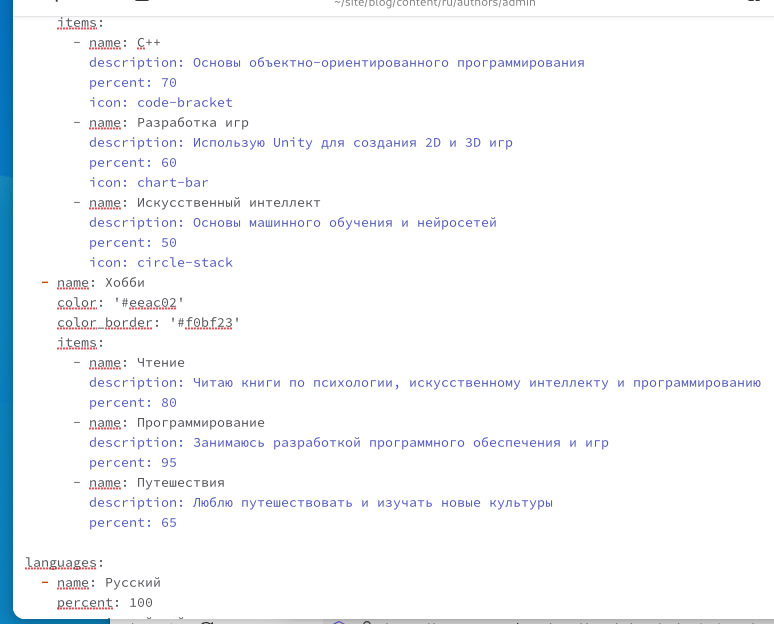 ~/site/blog/content/ru/authors/admin
items:
- name: C++
description: Основы объектно-ориентированного программирования
percent: 70
icon: code-bracket
- name: Разработка игр
description: Использую Unity для создания 2D и 3D игр
percent: 60
icon: chart-bar
- name: Искусственный интеллект
description: Основы машинного обучения и нейросетей
percent: 50
icon: circle-stack
- name: Хобби
color: '#eeac02'
color_border: '#f0bf23'
items:
- name: Чтение
description: Читаю книги по психологии, искусственному интеллекту и программированию
percent: 80
- name: Программирование
description: Занимаюсь разработкой программного обеспечения и игр
percent: 95
- name: Путешествия
description: Люблю путешествовать и изучать новые культуры
percent: 65
languages:
- name: Русский
percent: 100